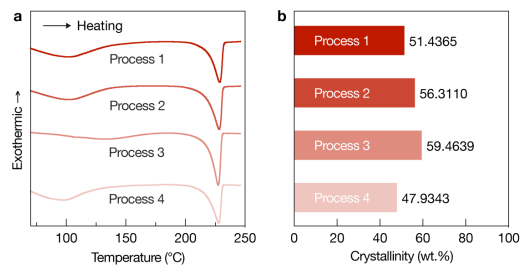 a
→ Heating
Process 1
Process 2
Process 3
Process 4
Exothermic →
100 150 200 250
Temperature (°C)
b
Process 1 51.4365
Process 2 56.3110
Process 3 59.4639
Process 4 47.9343
0 20 40 60 80 100
Crystallinity (wt.%)